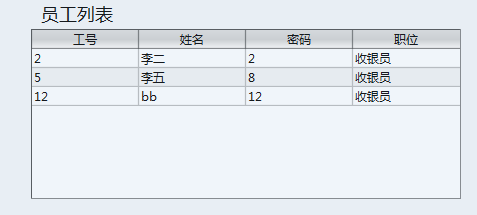 员工列表
工号 姓名 密码 职位
2 李二 2 收银员
5 李五 8 收银员
12 bb 12 收银员